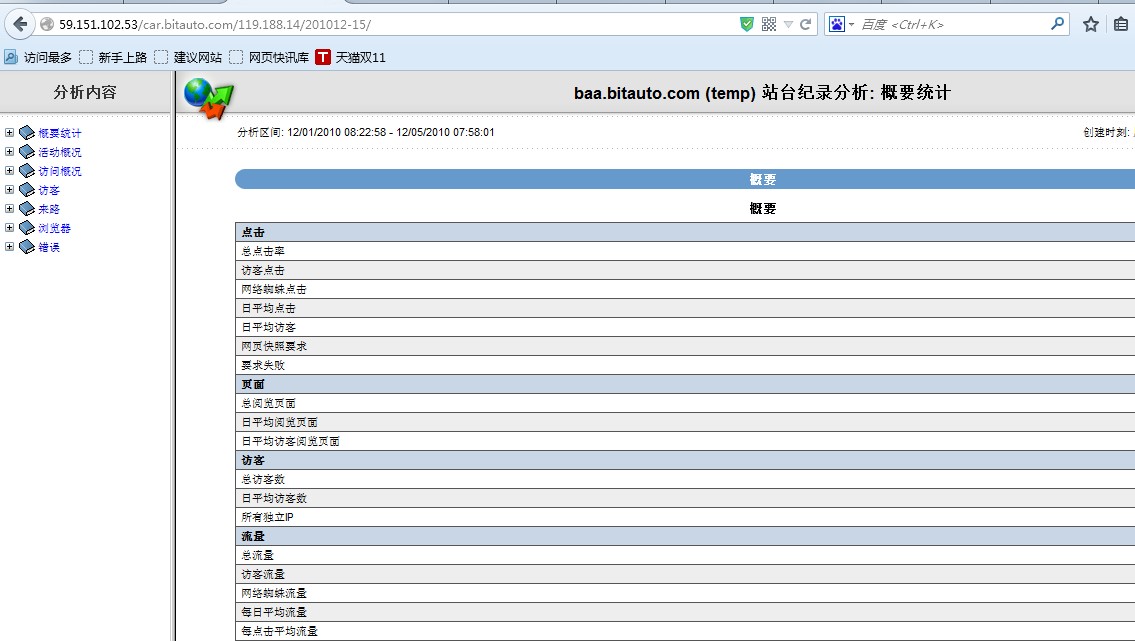 59.151.102.53/car.bitauto.com/119.188.14/201012-15/
百度 <Ctrl+K>
访问最多 新手上路 建议网站 网页快讯库 T 天猫双11
分析内容
baa.bitauto.com (temp) 站台纪录分析: 概要统计
概要统计
活动概况
访问概况
访客
来路
浏览器
错误
分析区间: 12/01/2010 08:22:58 - 12/05/2010 07:58:01
创建时刻:
概要
概要
点击
总点击率
访客点击
网络蜘蛛点击
日平均点击
日平均访客
网页快照要求
要求失败
页面
总阅览页面
日平均阅览页面
日平均访客阅览页面
访客
总访客数
日平均访客数
所有独立IP
流量
总流量
访客流量
网络蜘蛛流量
每日平均流量
每点击平均流量